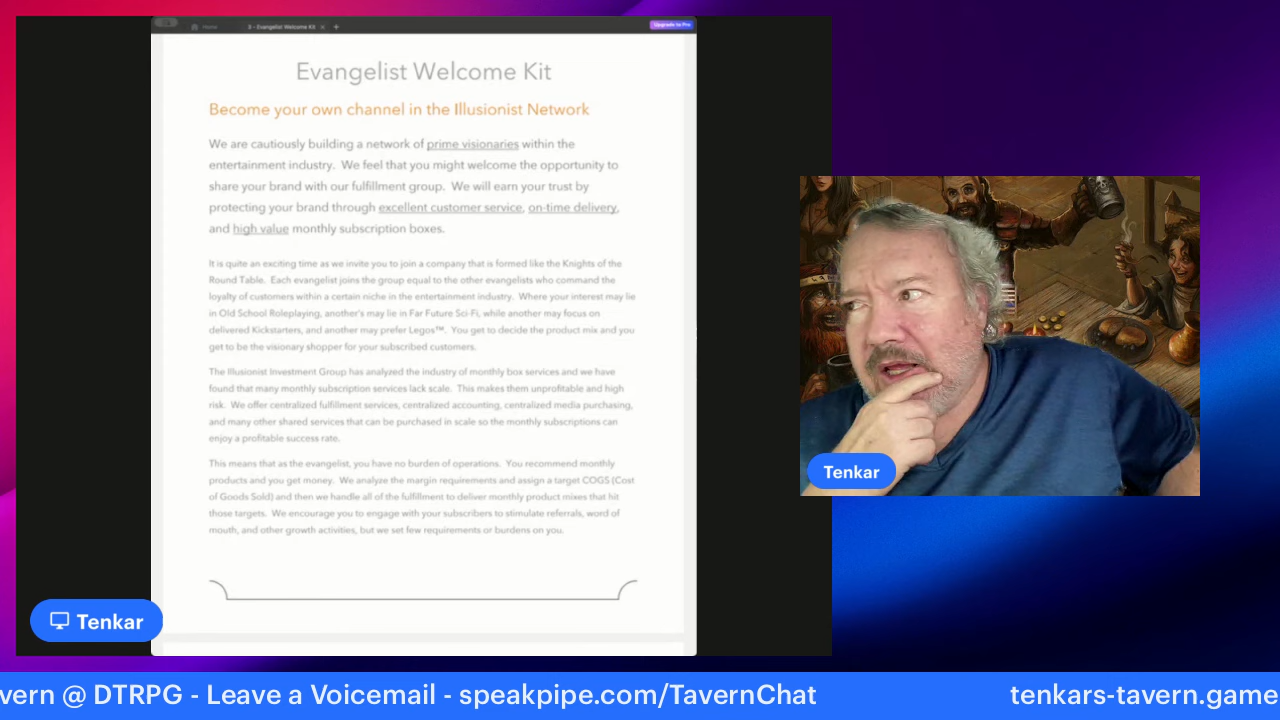 Home
3 - Evangelist Welcome Kit
Upgrade to Pro
Evangelist Welcome Kit
Become your own channel in the Illusionist Network
We are cautiously building a network of prime visionaries within the
entertainment industry.  We feel that you might welcome the opportunity to
share your brand with our fulfillment group.  We will earn your trust by
protecting your brand through excellent customer service, on-time delivery,
and high value monthly subscription boxes.
It is quite an exciting time as we invite you to join a company that is formed like the Knights of the
Round Table.  Each evangelist joins the group equal to the other evangelists who command the
loyalty of customers within a certain niche in the entertainment industry.  Where your interest may lie
in Old School Roleplaying, another's may lie in Far Future Sci-Fi, while another may focus on
delivered Kickstarters, and another may prefer Legos™.  You get to decide the product mix and you
get to be the visionary shopper for your subscribed customers.
The Illusionist Investment Group has analyzed the industry of monthly box services and we have
found that many monthly subscription services lack scale.  This makes them unprofitable and high
risk.  We offer centralized fulfillment services, centralized accounting, centralized media purchasing,
and many other shared services that can be purchased in scale so the monthly subscriptions can
enjoy a profitable success rate.
This means that as the evangelist, you have no burden of operations.  You recommend monthly
products and you get money.  We analyze the margin requirements and assign a target COGS (Cost
of Goods Sold) and then we handle all of the fulfillment to deliver monthly product mixes that hit
those targets.  We encourage you to engage with your subscribers to stimulate referrals, word of
mouth, and other growth activities, but we set few requirements or burdens on you.
Tenkar
Tenkar
vern @ DTRPG - Leave a Voicemail - speakpipe.com/TavernChat
tenkars-tavern.game